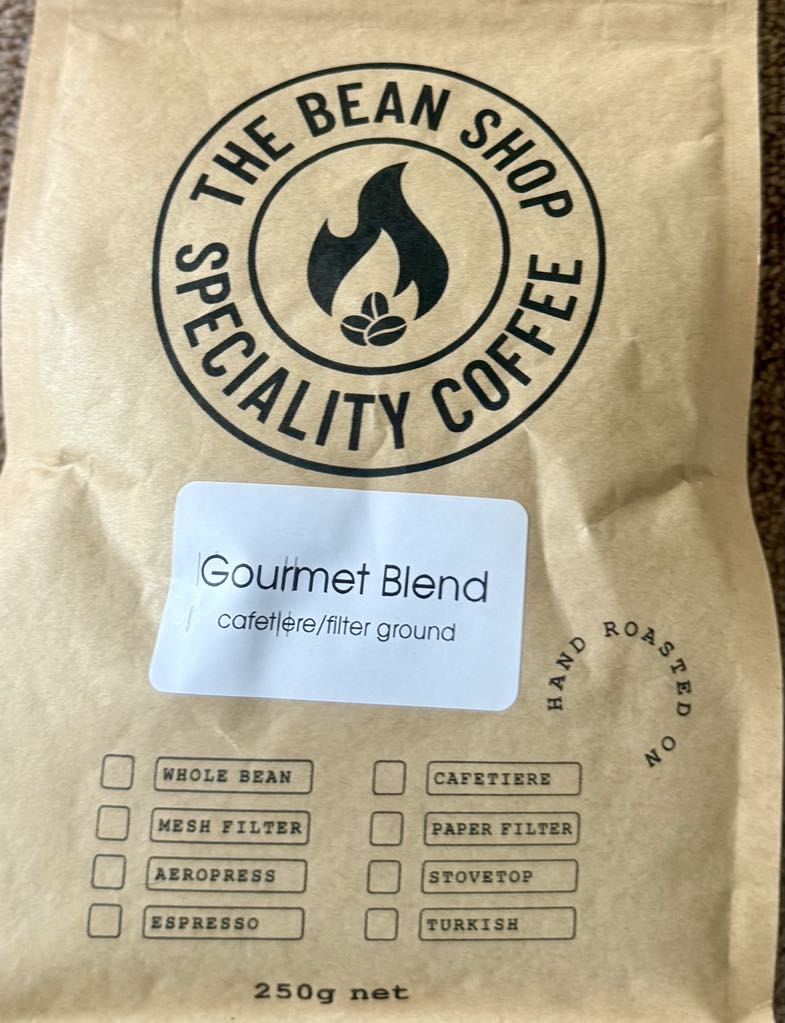 THE BEAN SHOP
SPECIALITY COFFEE
Gourmet Blend
cafetiere/filter ground
HAND ROASTED ON
WHOLE BEAN
CAFETIERE
MESH FILTER
PAPER FILTER
AEROPRESS
STOVETOP
ESPRESSO
TURKISH
250g net